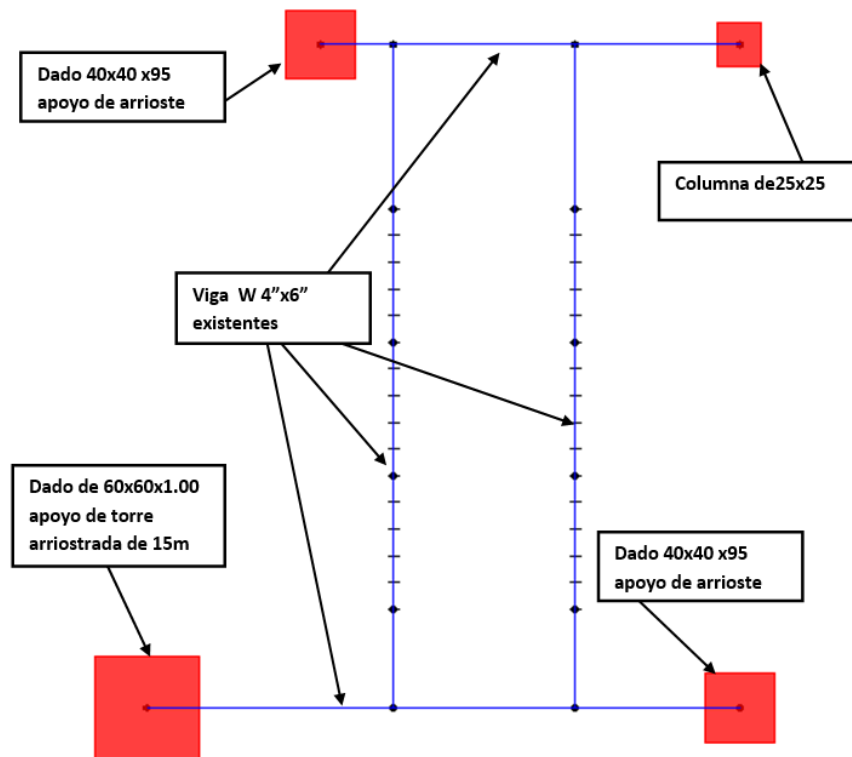 Dado 40x40 x95
apoyo de arrioste
Columna de25x25
Viga W 4”x6”
existentes
Dado de 60x60x1.00
apoyo de torre
arriostrada de 15m
Dado 40x40 x95
apoyo de arrioste